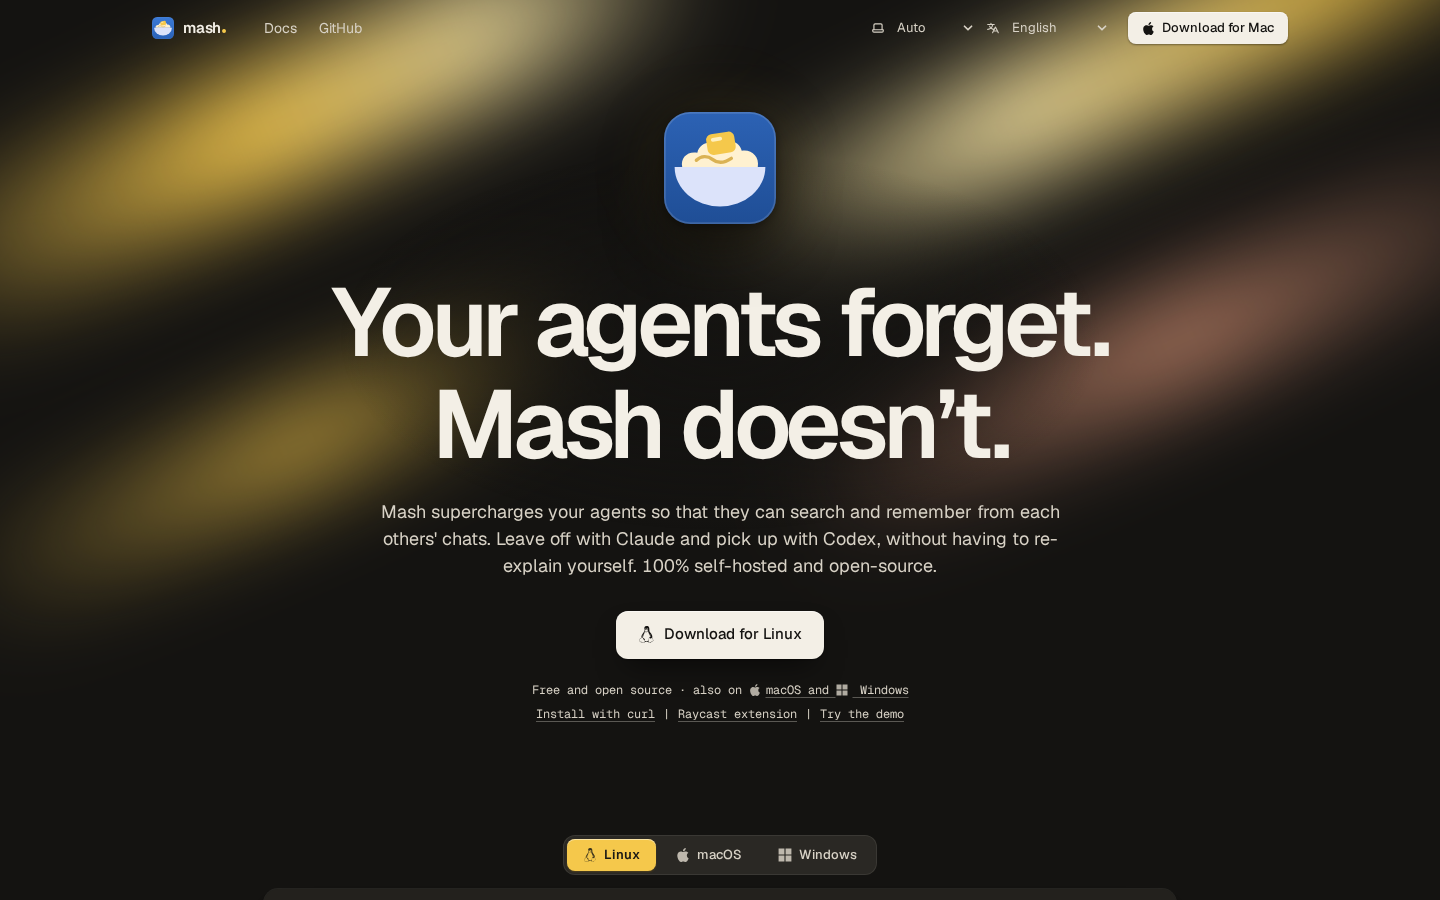 mash.
Docs
GitHub
Auto
English
Download for Mac
Your agents forget.
Mash doesn’t.
Mash supercharges your agents so that they can search and remember from each
others' chats. Leave off with Claude and pick up with Codex, without having to re-
explain yourself. 100% self-hosted and open-source.
Download for Linux
Free and open source · also on macOS and Windows
Install with curl | Raycast extension | Try the demo
Linux
macOS
Windows